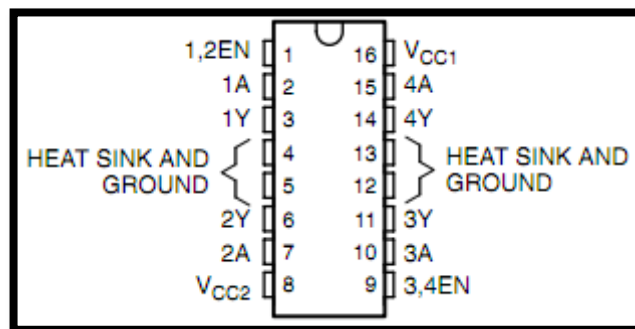 1,2EN 1 16 VCC1
1A 2 15 4A
1Y 3 14 4Y
HEAT SINK AND
GROUND
4 13
5 12
HEAT SINK AND
GROUND
2Y 6 11 3Y
2A 7 10 3A
VCC2 8 9 3,4EN